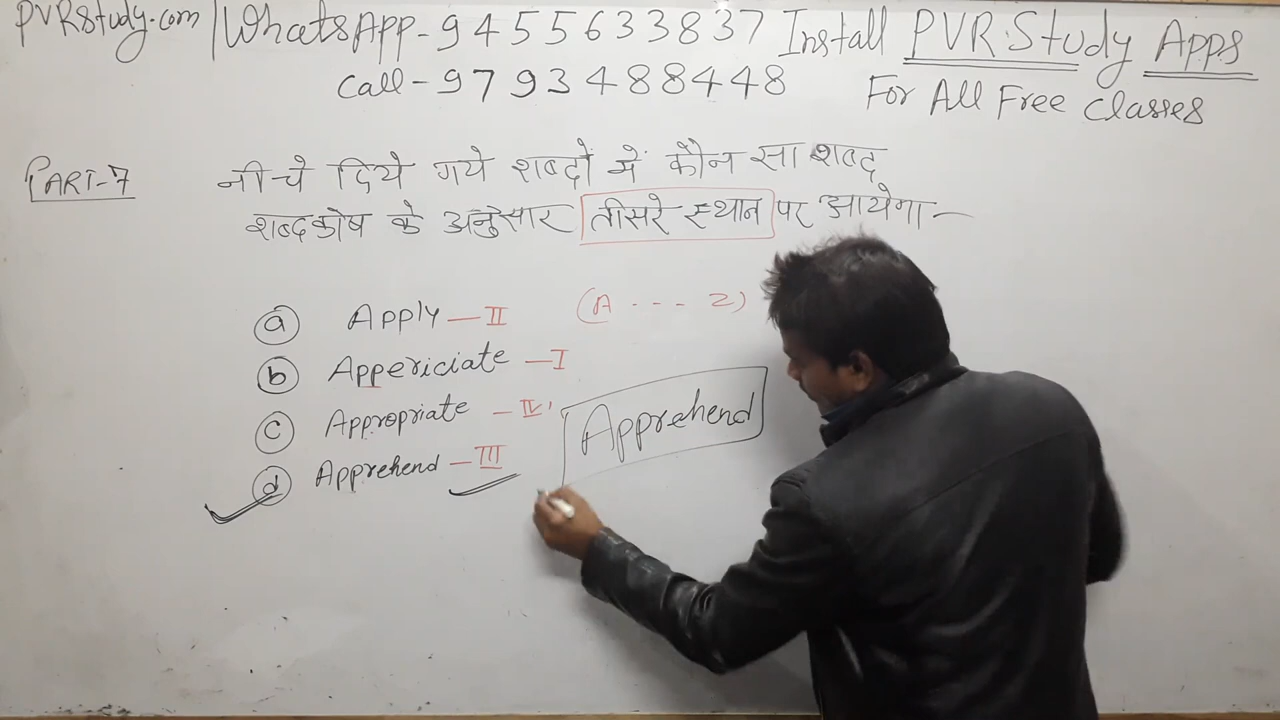 PVRStudy.com | WhatsApp - 9455633837 Install PVR Study Apps
Call - 9793488448 For All Free Classes
PART-7 नीचे दिये गये शब्दों में कौन सा शब्द
शब्दकोष के अनुसार तीसरे स्थान पर आयेगा -
(A --- Z)
a Apply - II
b Appericiate - I
c Appropriate - IV
d Apprehend - III
Apprehend